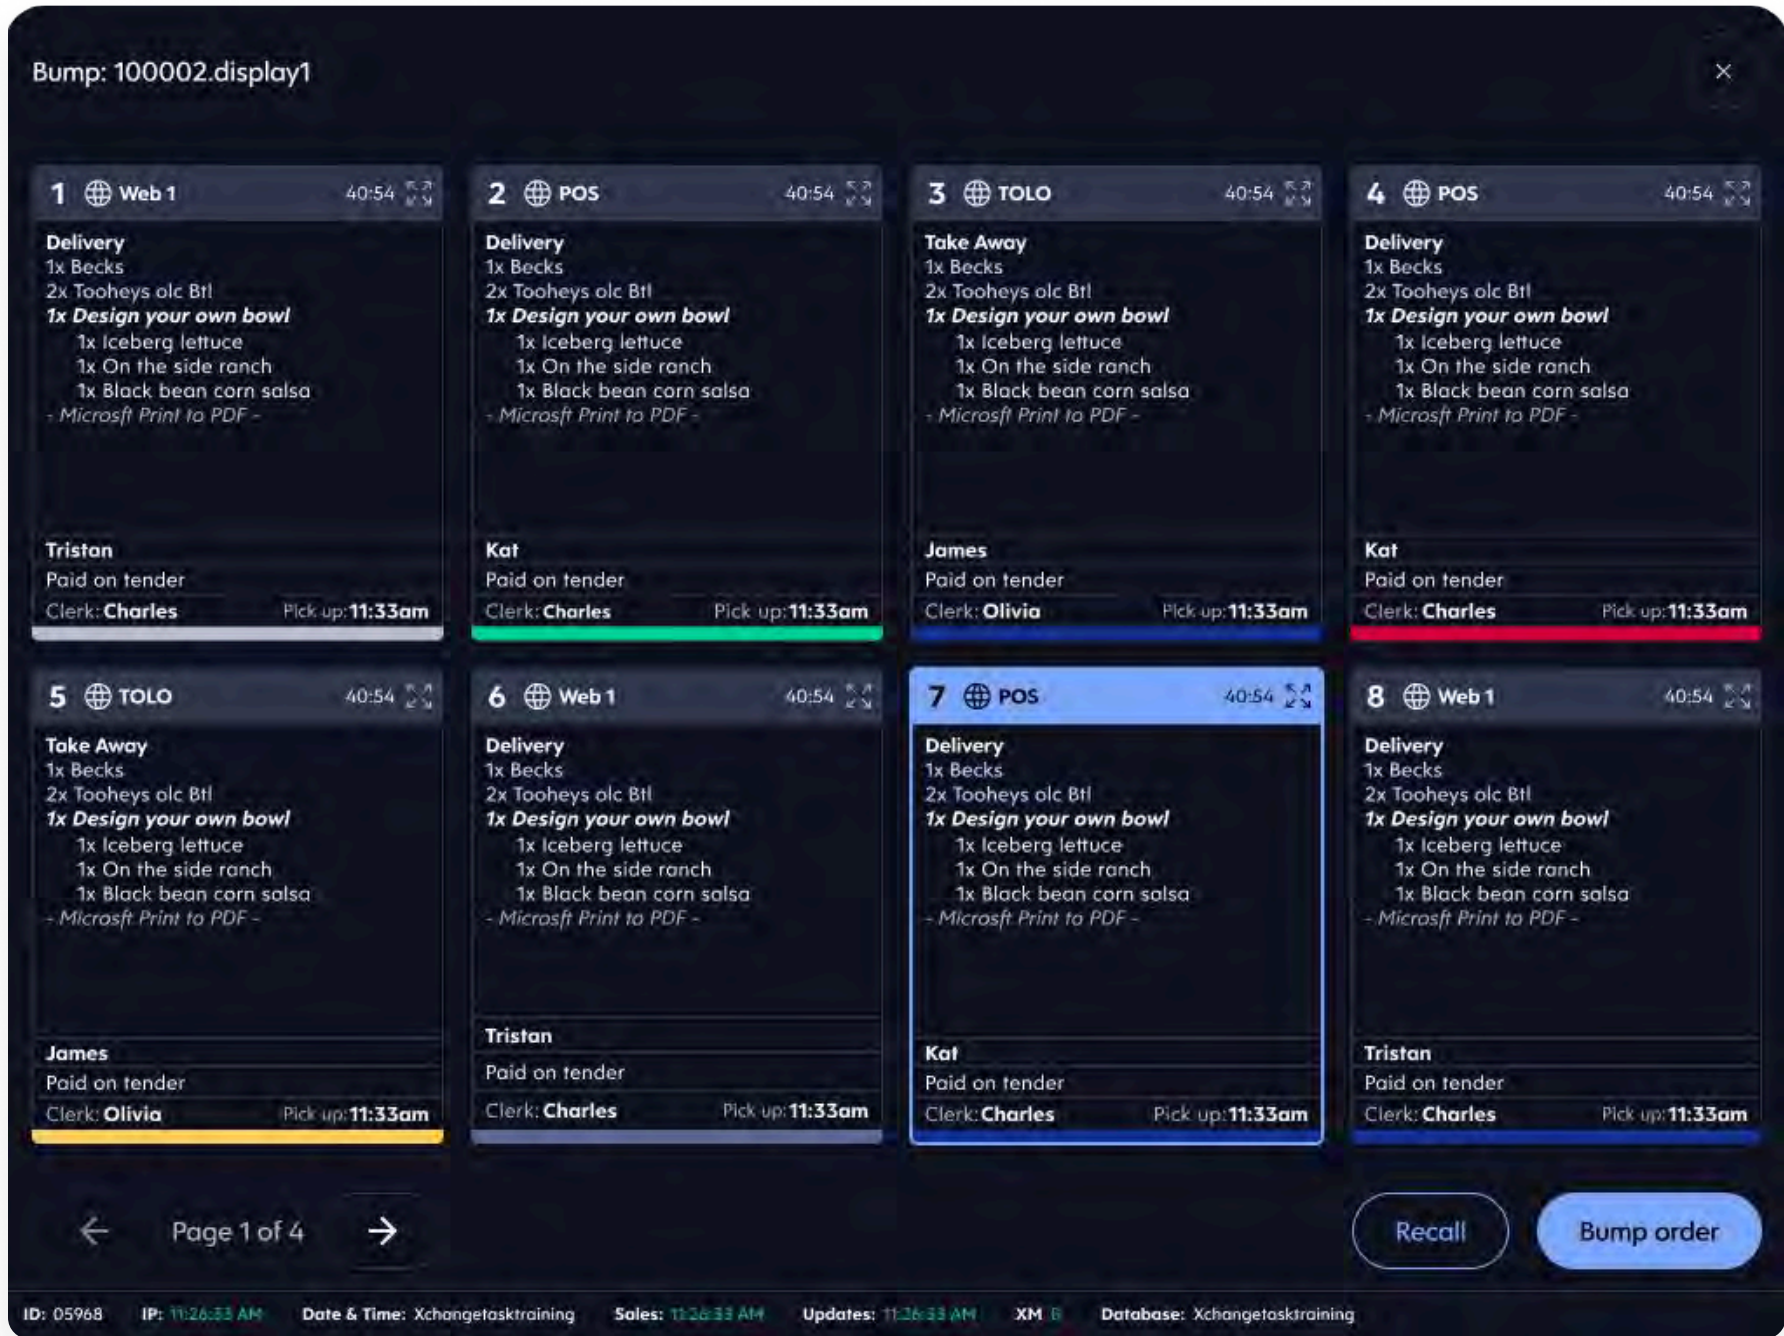 Bump: 100002.display1
1 Web 1 40:54
Delivery
1x Becks
2x Tooheys olc Btl
1x Design your own bowl
1x Iceberg lettuce
1x On the side ranch
1x Black bean corn salsa
- Microsft Print to PDF -
Tristan
Paid on tender
Clerk: Charles Pick up: 11:33am
2 POS 40:54
Delivery
1x Becks
2x Tooheys olc Btl
1x Design your own bowl
1x Iceberg lettuce
1x On the side ranch
1x Black bean corn salsa
- Microsft Print to PDF -
Kat
Paid on tender
Clerk: Charles Pick up: 11:33am
3 TOLO 40:54
Take Away
1x Becks
2x Tooheys olc Btl
1x Design your own bowl
1x Iceberg lettuce
1x On the side ranch
1x Black bean corn salsa
- Microsft Print to PDF -
James
Paid on tender
Clerk: Olivia Pick up: 11:33am
4 POS 40:54
Delivery
1x Becks
2x Tooheys olc Btl
1x Design your own bowl
1x Iceberg lettuce
1x On the side ranch
1x Black bean corn salsa
- Microsft Print to PDF -
Kat
Paid on tender
Clerk: Charles Pick up: 11:33am
5 TOLO 40:54
Take Away
1x Becks
2x Tooheys olc Btl
1x Design your own bowl
1x Iceberg lettuce
1x On the side ranch
1x Black bean corn salsa
- Microsft Print to PDF -
James
Paid on tender
Clerk: Olivia Pick up: 11:33am
6 Web 1 40:54
Delivery
1x Becks
2x Tooheys olc Btl
1x Design your own bowl
1x Iceberg lettuce
1x On the side ranch
1x Black bean corn salsa
- Microsft Print to PDF -
Tristan
Paid on tender
Clerk: Charles Pick up: 11:33am
7 POS 40:54
Delivery
1x Becks
2x Tooheys olc Btl
1x Design your own bowl
1x Iceberg lettuce
1x On the side ranch
1x Black bean corn salsa
- Microsft Print to PDF -
Kat
Paid on tender
Clerk: Charles Pick up: 11:33am
8 Web 1 40:54
Delivery
1x Becks
2x Tooheys olc Btl
1x Design your own bowl
1x Iceberg lettuce
1x On the side ranch
1x Black bean corn salsa
- Microsft Print to PDF -
Tristan
Paid on tender
Clerk: Charles Pick up: 11:33am
Page 1 of 4
Recall
Bump order
ID: 05968 IP: 11:26:33 AM Date & Time: Xchangetasktraining Sales: 11:26:33 AM Updates: 11:26:33 AM XM Database: Xchangetasktraining